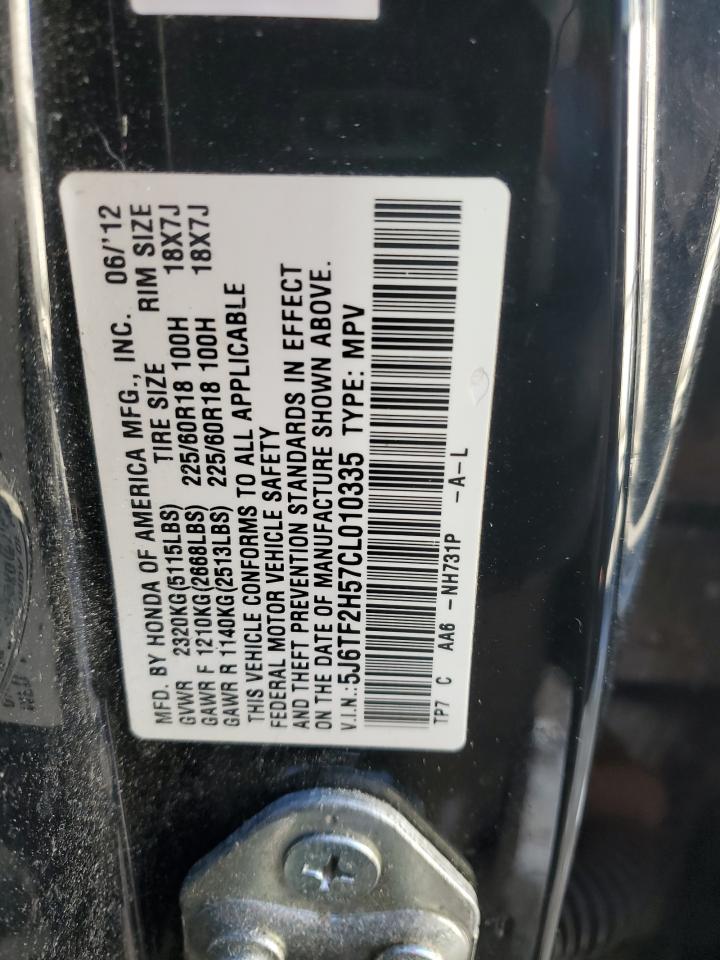 MFD. BY HONDA OF AMERICA MFG., INC. 06/'12
TIRE SIZE RIM SIZE
GVWR 2320KG(5115LBS)
GAWR F 1210KG(2668LBS) 225/60R18 100H 18X7J
GAWR R 1140KG(2513LBS) 225/60R18 100H 18X7J
THIS VEHICLE CONFORMS TO ALL APPLICABLE
FEDERAL MOTOR VEHICLE SAFETY
AND THEFT PREVENTION STANDARDS IN EFFECT
ON THE DATE OF MANUFACTURE SHOWN ABOVE.
V.I.N.:5J6TF2H57CL010335 TYPE: MPV
TP7 C AA6 -NH731P -A-L